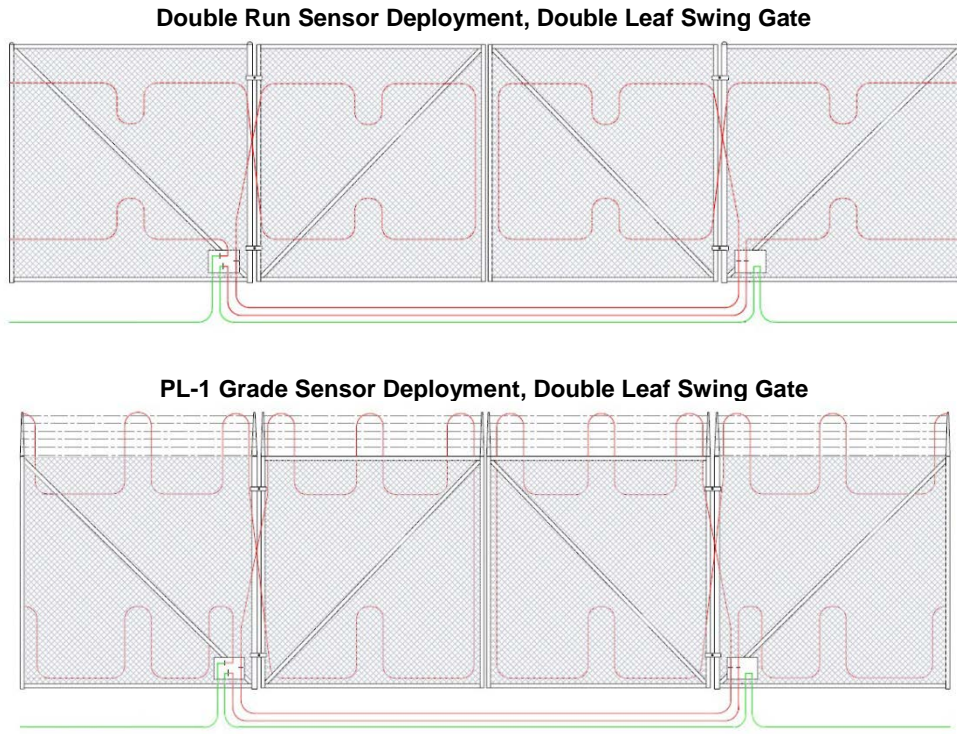 Double Run Sensor Deployment, Double Leaf Swing Gate
PL-1 Grade Sensor Deployment, Double Leaf Swing Gate